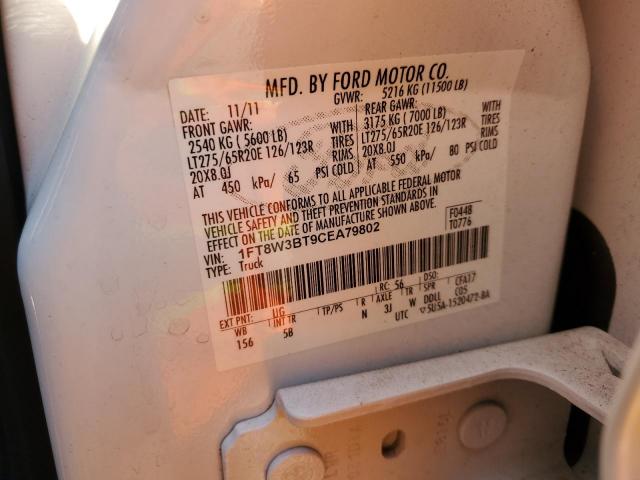 MFD. BY FORD MOTOR CO.
DATE: 11/11 GVWR: 5216 KG (11500 LB)
FRONT GAWR: REAR GAWR:
2540 KG (5600 LB) WITH 3175 KG (7000 LB) WITH
LT275/65R20E 126/123R TIRES LT275/65R20E 126/123R TIRES
20X8.0J RIMS 20X8.0J RIMS
AT 450 kPa/ 65 PSI COLD AT 550 kPa/ 80 PSI COLD
THIS VEHICLE CONFORMS TO ALL APPLICABLE FEDERAL MOTOR
VEHICLE SAFETY AND THEFT PREVENTION STANDARDS IN
EFFECT ON THE DATE OF MANUFACTURE SHOWN ABOVE. F0448
VIN: 1FT8W3BT9CEA79802 T0776
TYPE: Truck
EXT PNT: UG RC: 56 DSO: CFA17
WB INT TR TP/PS R AXLE TR SPR C05
156 5B N 3J W DDLL
UTC 5U5A-1520472-BA